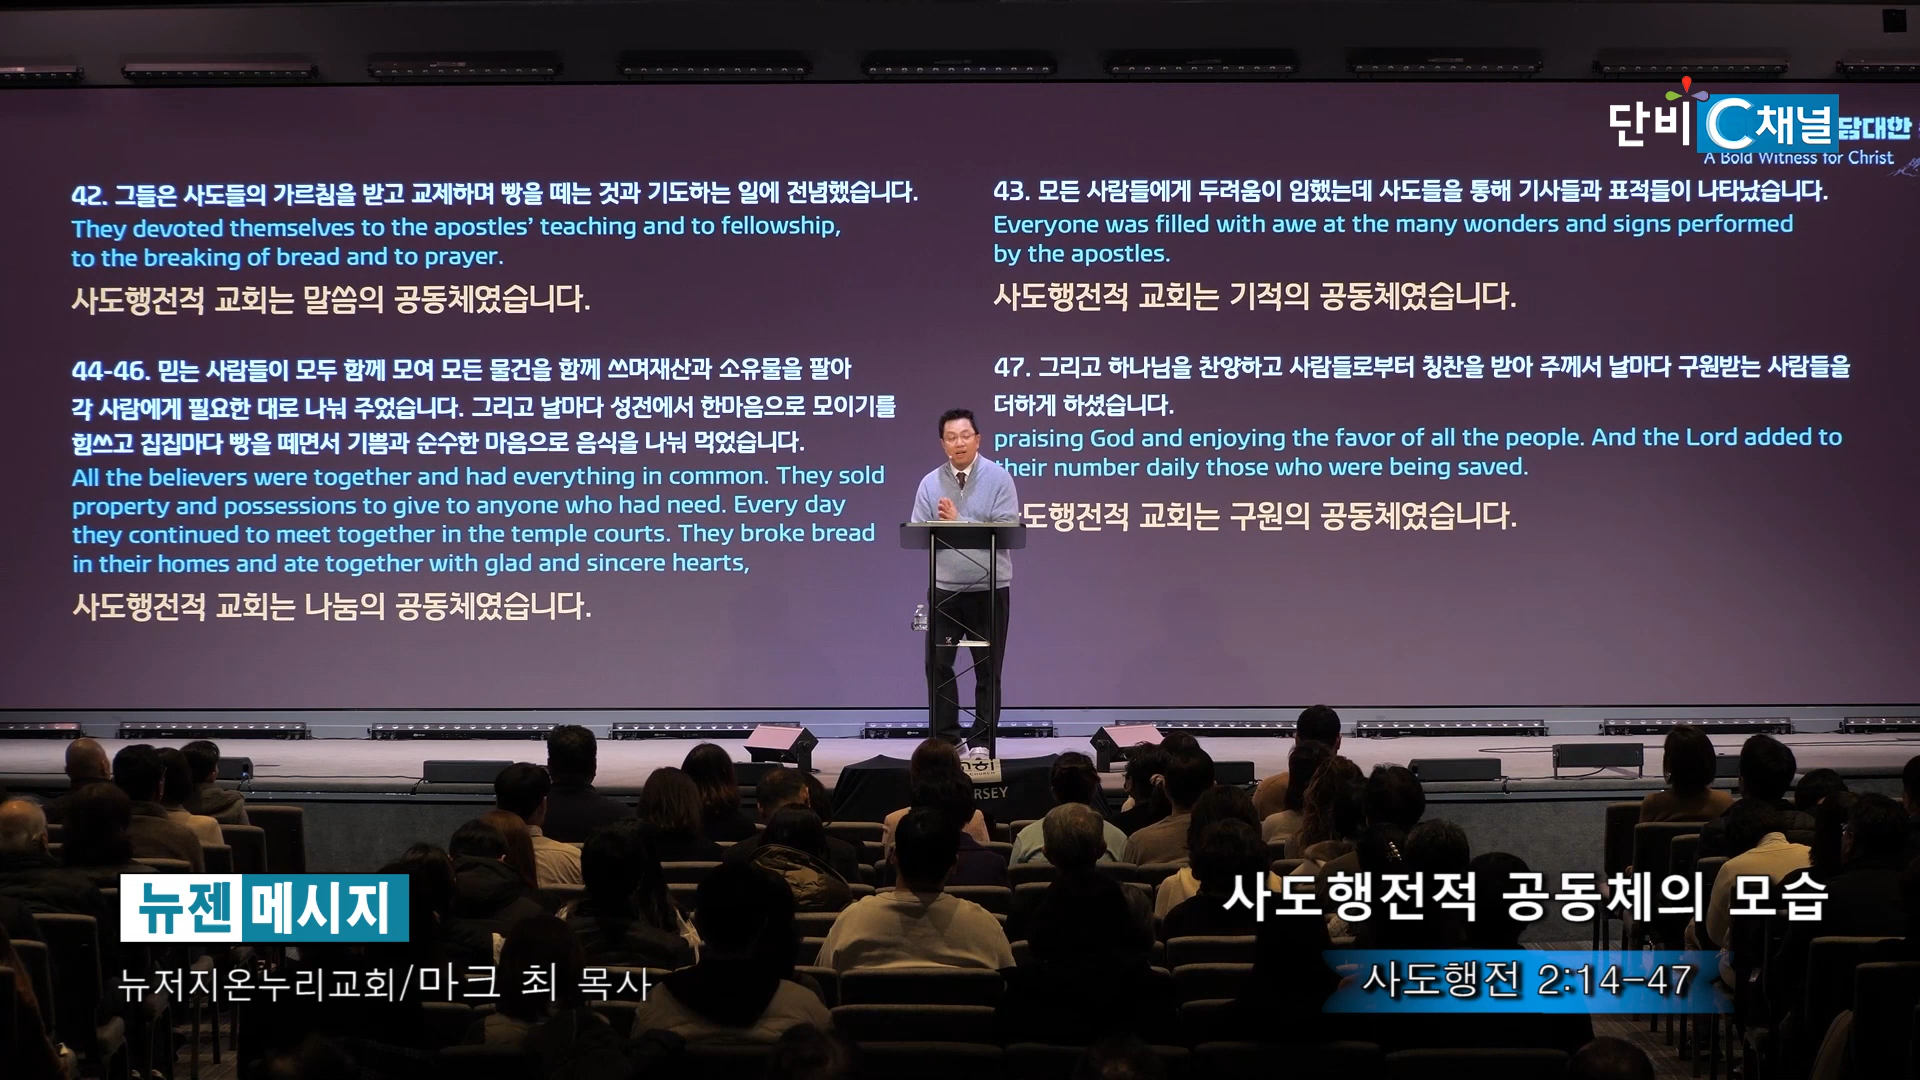 단비 C채널
담대한
A Bold Witness for Christ
42. 그들은 사도들의 가르침을 받고 교제하며 빵을 떼는 것과 기도하는 일에 전념했습니다.
They devoted themselves to the apostles' teaching and to fellowship,
to the breaking of bread and to prayer.
사도행전적 교회는 말씀의 공동체였습니다.
44-46. 믿는 사람들이 모두 함께 모여 모든 물건을 함께 쓰며재산과 소유물을 팔아
각 사람에게 필요한 대로 나눠 주었습니다. 그리고 날마다 성전에서 한마음으로 모이기를
힘쓰고 집집마다 빵을 떼면서 기쁨과 순수한 마음으로 음식을 나눠 먹었습니다.
All the believers were together and had everything in common. They sold
property and possessions to give to anyone who had need. Every day
they continued to meet together in the temple courts. They broke bread
in their homes and ate together with glad and sincere hearts,
사도행전적 교회는 나눔의 공동체였습니다.
43. 모든 사람들에게 두려움이 임했는데 사도들을 통해 기사들과 표적들이 나타났습니다.
Everyone was filled with awe at the many wonders and signs performed
by the apostles.
사도행전적 교회는 기적의 공동체였습니다.
47. 그리고 하나님을 찬양하고 사람들로부터 칭찬을 받아 주께서 날마다 구원받는 사람들을
더하게 하셨습니다.
praising God and enjoying the favor of all the people. And the Lord added to
their number daily those who were being saved.
사도행전적 교회는 구원의 공동체였습니다.
교회
CHURCH
RSEY
뉴젠 메시지
뉴저지온누리교회/마크 최 목사
사도행전적 공동체의 모습
사도행전 2:14-47